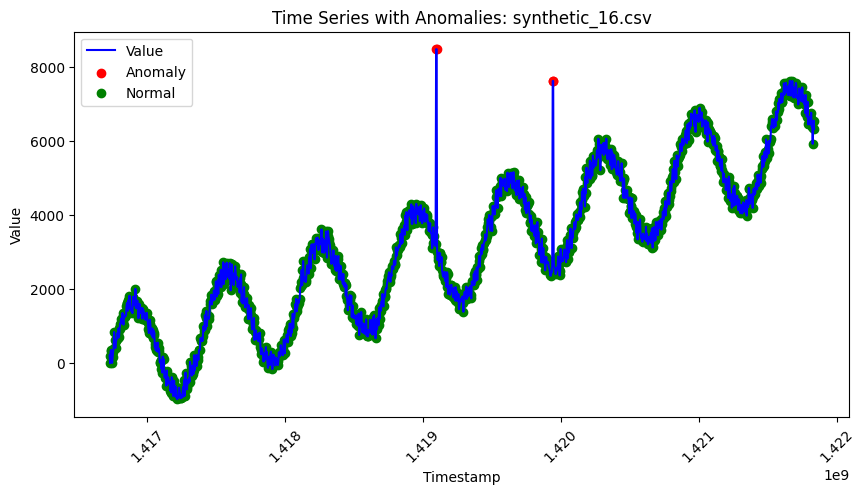 Time Series with Anomalies: synthetic_16.csv
Value
Anomaly
Normal
8000
6000
4000
2000
0
Value
1.417
1.418
1.419
1.420
1.421
1.422
1e9
Timestamp